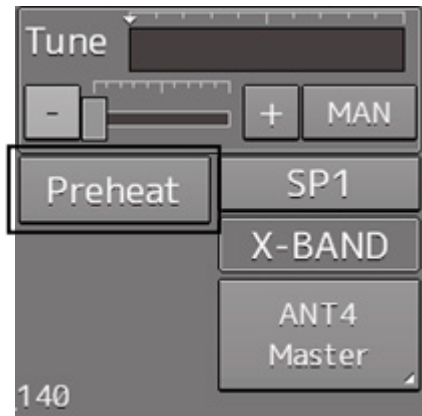 Tune
- + MAN
Preheat SP1
X-BAND
ANT4
Master
140